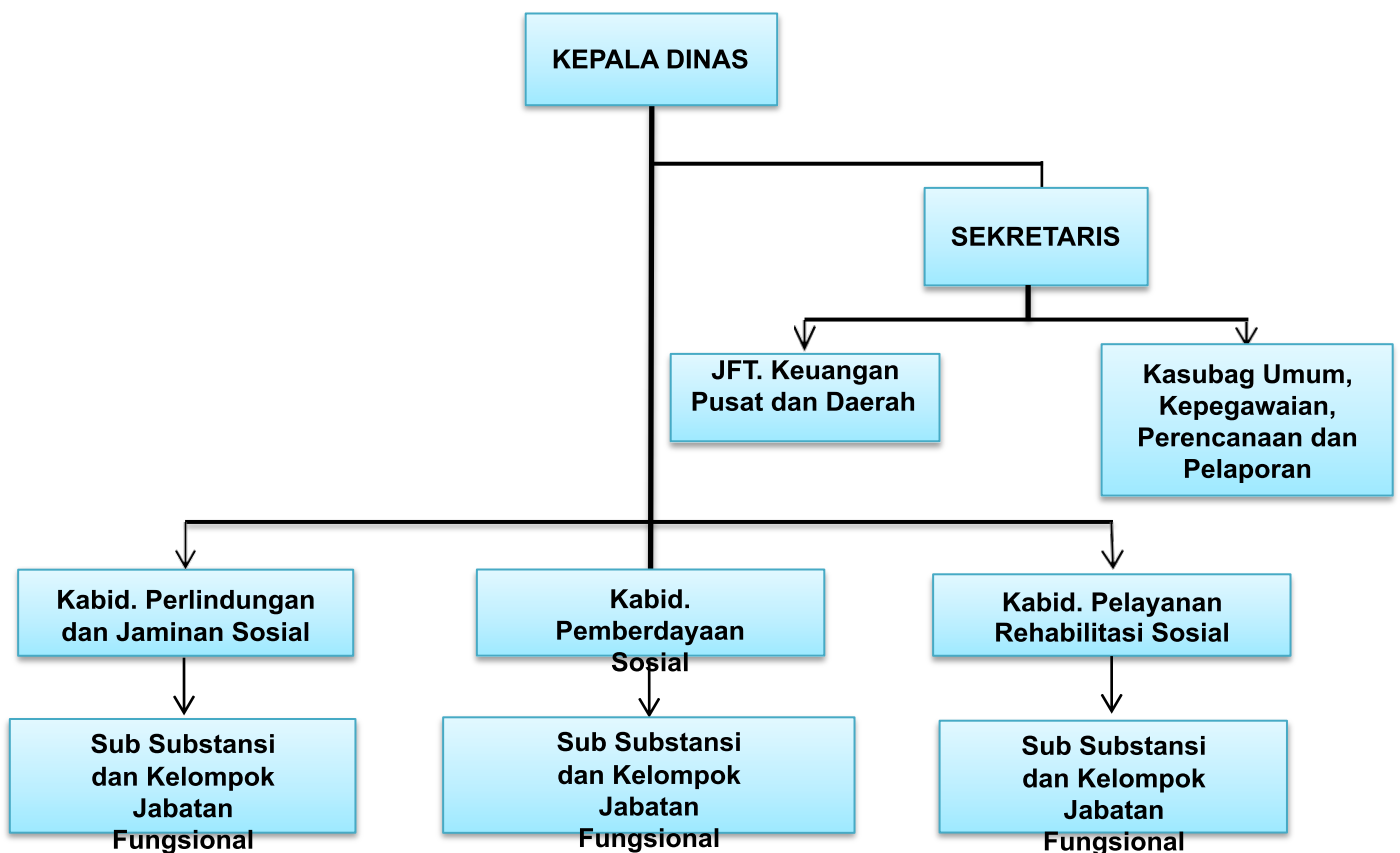 KEPALA DINAS
SEKRETARIS
JFT. Keuangan
Pusat dan Daerah
Kasubag Umum,
Kepegawaian,
Perencanaan dan
Pelaporan
Kabid. Perlindungan
dan Jaminan Sosial
Kabid.
Pemberdayaan
Sosial
Kabid. Pelayanan
Rehabilitasi Sosial
Sub Substansi
dan Kelompok
Jabatan
Fungsional
Sub Substansi
dan Kelompok
Jabatan
Fungsional
Sub Substansi
dan Kelompok
Jabatan
Fungsional